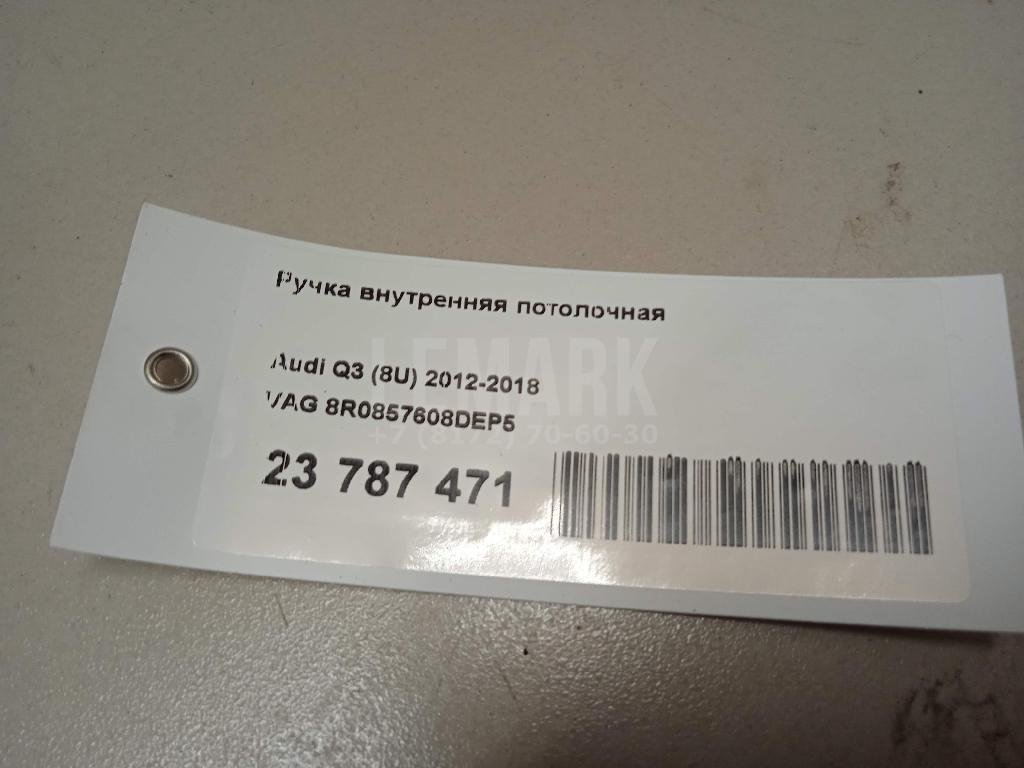 Ручка внутренняя потолочная
Audi Q3 (8U) 2012-2018
VAG 8R0857608DEP5
23 787 471
LEMARK
+7 (8172) 70-60-30